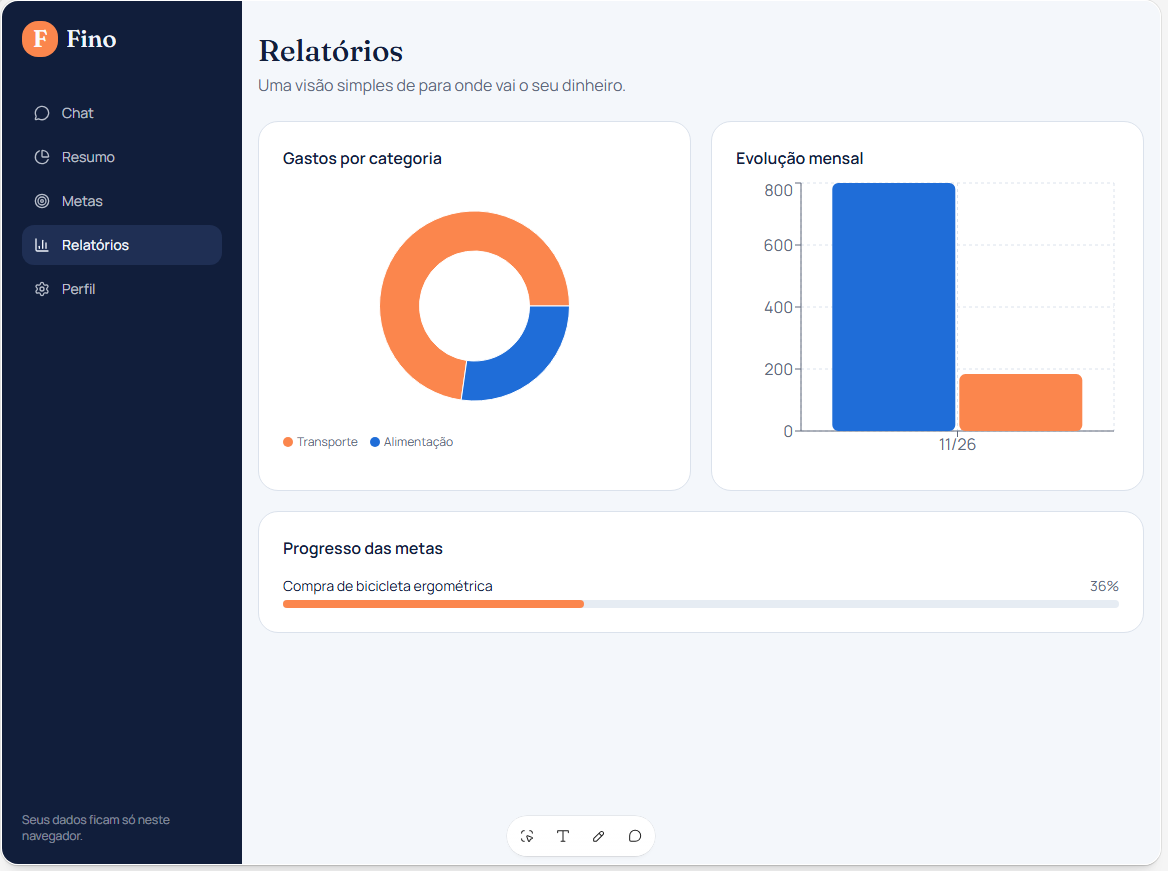 F Fino
Chat
Resumo
Metas
Relatórios
Perfil
Seus dados ficam só neste
navegador.
Relatórios
Uma visão simples de para onde vai o seu dinheiro.
Gastos por categoria
Transporte Alimentação
Evolução mensal
800
600
400
200
0
11/26
Progresso das metas
Compra de bicicleta ergométrica 36%
T